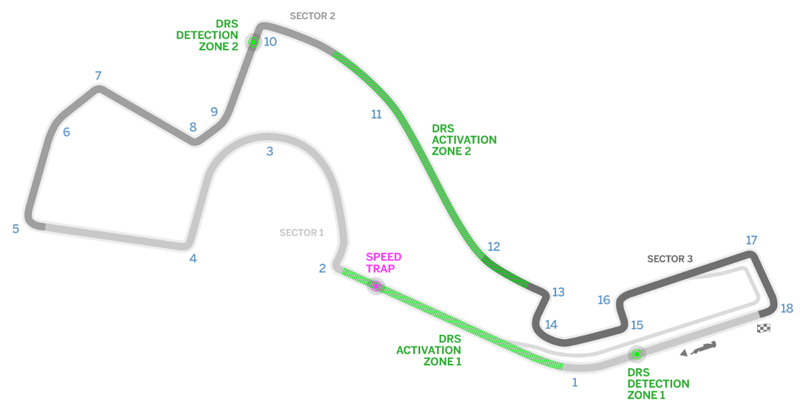 SECTOR 2
DRS
DETECTION
ZONE 2
10
7
9
8
11
6
DRS
ACTIVATION
ZONE 2
3
5
SECTOR 1
4
12
17
SPEED
TRAP
SECTOR 3
2
13
16
18
14
15
DRS
ACTIVATION
ZONE 1
1
DRS
DETECTION
ZONE 1